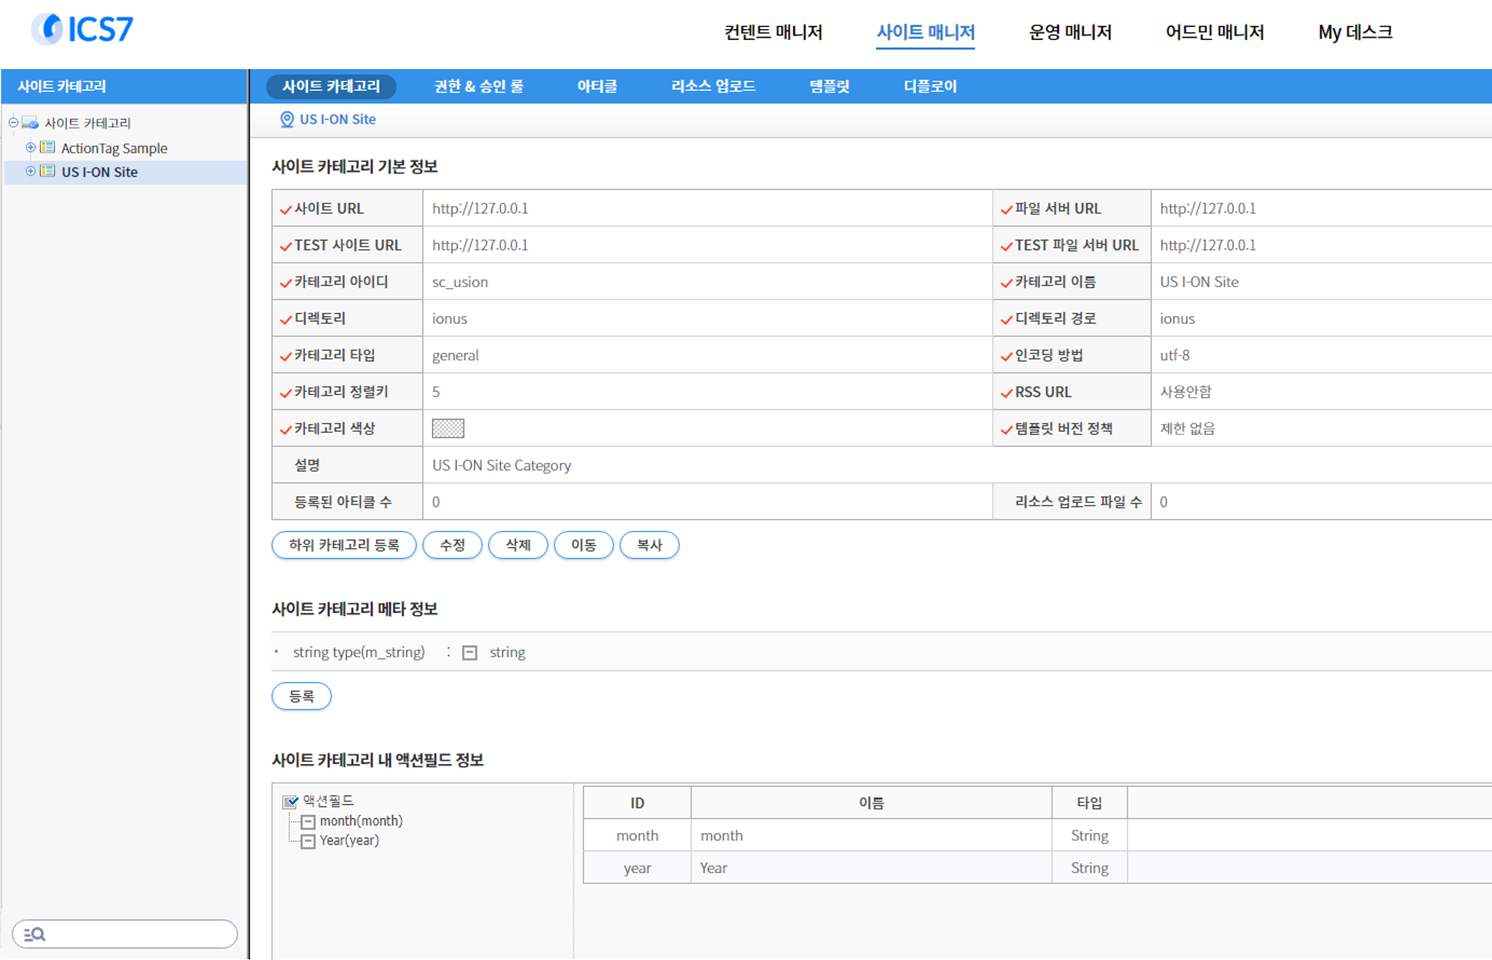 ICS7
컨텐트 매니저
사이트 매니저
운영 매니저
어드민 매니저
My 데스크
사이트 카테고리
사이트 카테고리
권한 & 승인 룰
아티클
리소스 업로드
템플릿
디플로이
사이트 카테고리
ActionTag Sample
US I-ON Site
US I-ON Site
사이트 카테고리 기본 정보
사이트 URL http://127.0.0.1 파일 서버 URL http://127.0.0.1
TEST 사이트 URL http://127.0.0.1 TEST 파일 서버 URL http://127.0.0.1
카테고리 아이디 sc_usion 카테고리 이름 US I-ON Site
디렉토리 ionus 디렉토리 경로 ionus
카테고리 타입 general 인코딩 방법 utf-8
카테고리 정렬키 5 RSS URL 사용안함
카테고리 색상 템플릿 버전 정책 제한 없음
설명 US I-ON Site Category
등록된 아티클 수 0 리소스 업로드 파일 수 0
하위 카테고리 등록 수정 삭제 이동 복사
사이트 카테고리 메타 정보
· string type(m_string) : string
등록
사이트 카테고리 내 액션필드 정보
액션필드
month(month)
Year(year)
ID 이름 타입
month month String
year Year String